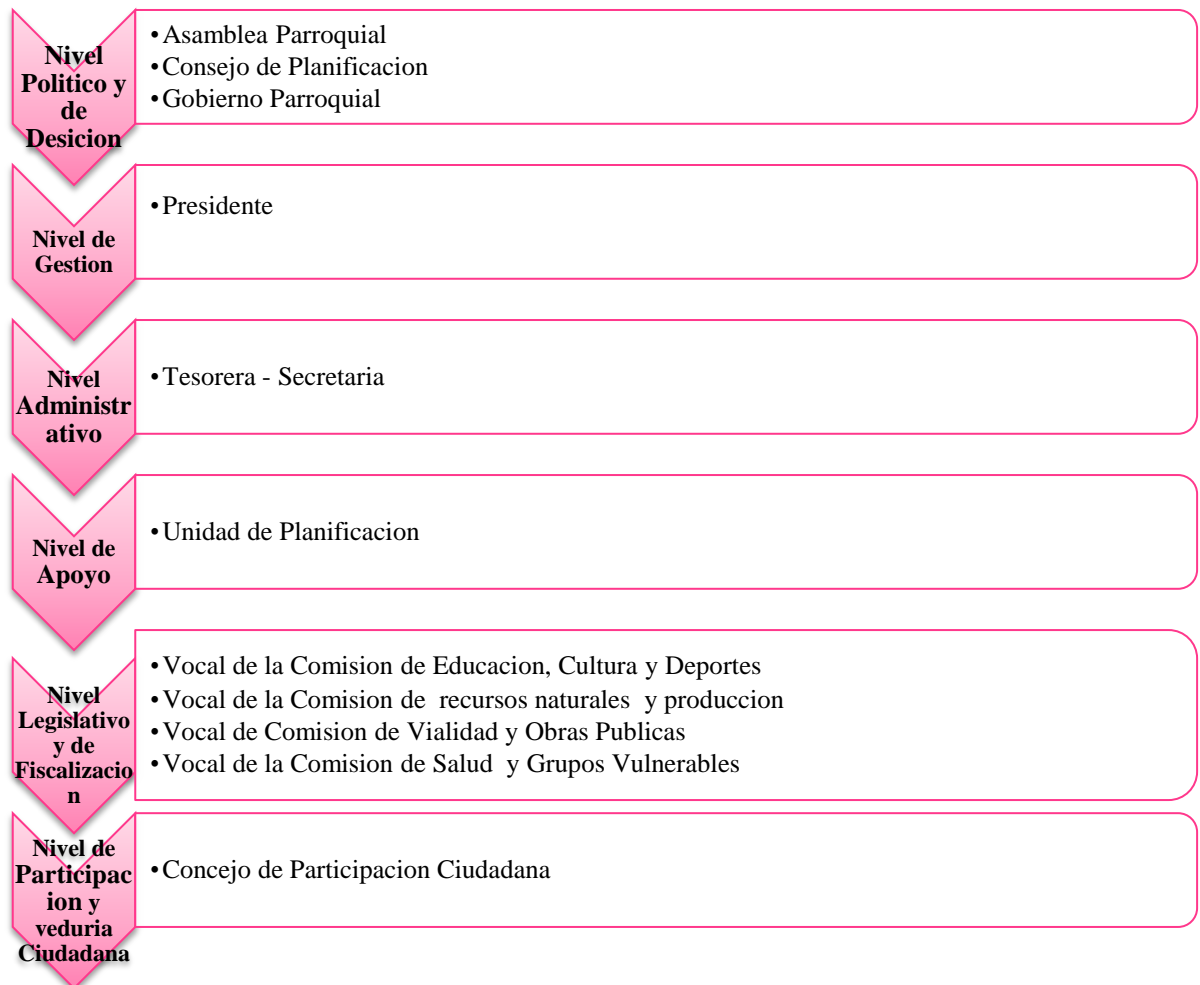 Nivel
Politico y
de
Desicion
•Asamblea Parroquial
•Consejo de Planificacion
•Gobierno Parroquial
Nivel de
Gestion
•Presidente
Nivel
Administr
ativo
•Tesorera - Secretaria
Nivel de
Apoyo
•Unidad de Planificacion
Nivel
Legislativo
y de
Fiscalizacio
n
•Vocal de la Comision de Educacion, Cultura y Deportes
•Vocal de la Comision de recursos naturales y produccion
•Vocal de Comision de Vialidad y Obras Publicas
•Vocal de la Comision de Salud y Grupos Vulnerables
Nivel de
Participac
ion y
veduria
Ciudadana
•Concejo de Participacion Ciudadana